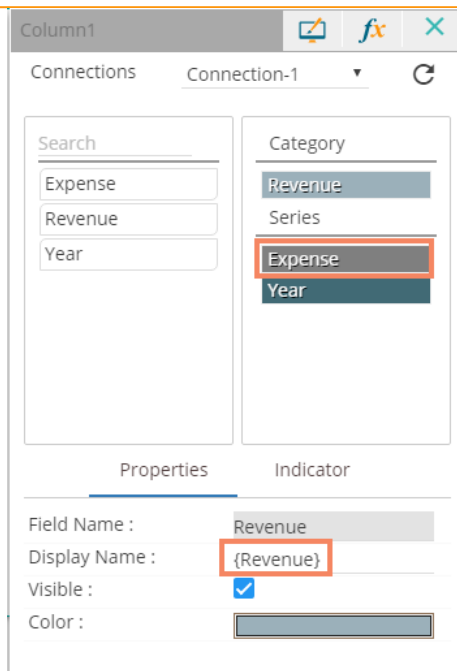 Column1 fx
Connections Connection-1
Search
Expense
Revenue
Year
Category
Revenue
Series
Expense
Year
Properties Indicator
Field Name : Revenue
Display Name : {Revenue}
Visible :
Color :